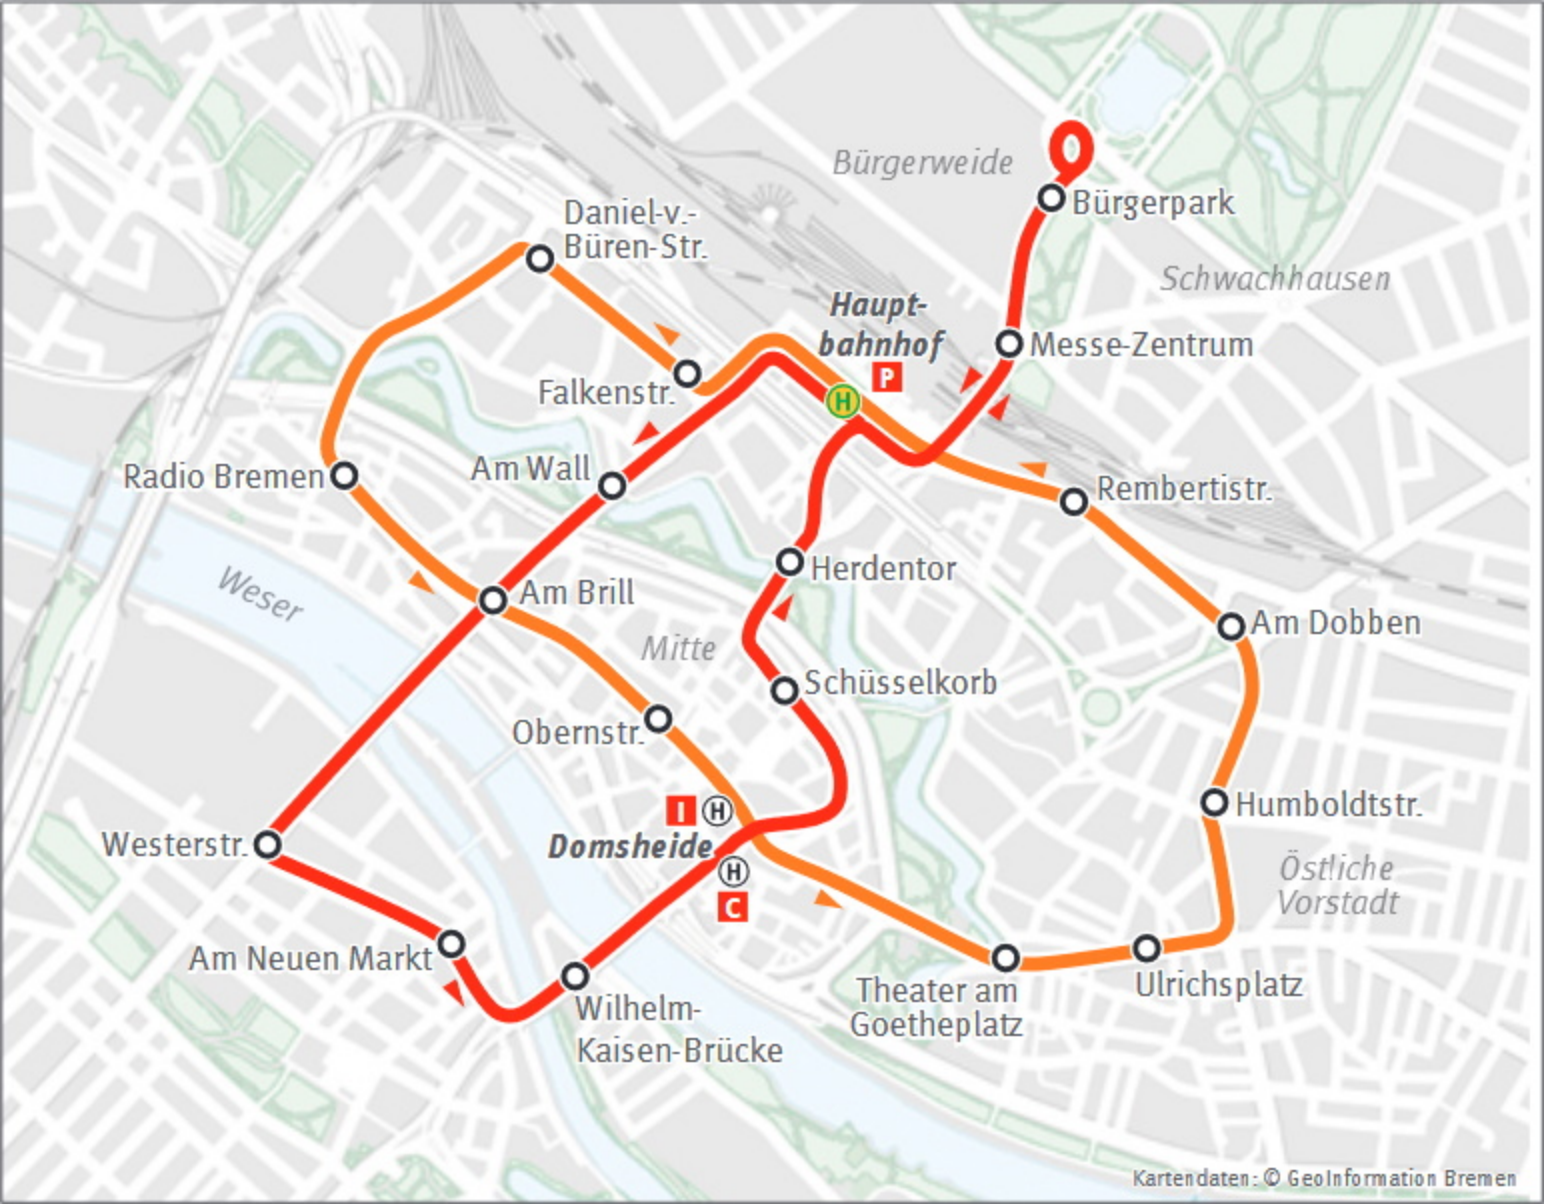 Bürgerweide
Bürgerpark
Daniel-v.-
Büren-Str.
Schwachhausen
Haupt-
bahnhof
P
H
Messe-Zentrum
Falkenstr.
Am Wall
Radio Bremen
Rembertistr.
Herdentor
Weser
Am Brill
Am Dobben
Mitte
Schüsselkorb
Obernstr.
I H
Humboldtstr.
Domsheide
H
C
Westerstr.
Östliche
Vorstadt
Am Neuen Markt
Theater am
Goetheplatz
Ulrichsplatz
Wilhelm-
Kaisen-Brücke
Kartendaten: © GeoInformation Bremen